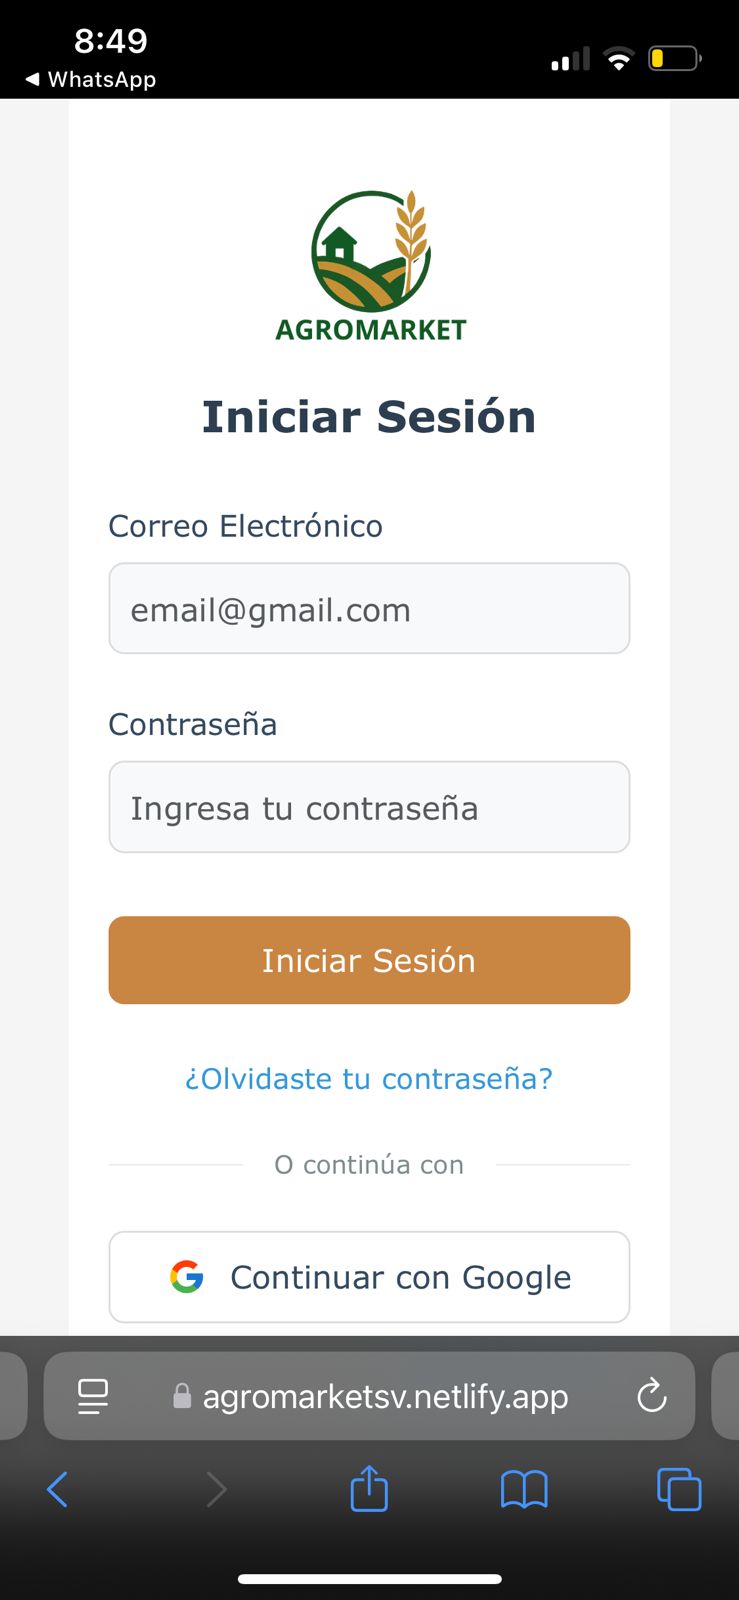 8:49
◀ WhatsApp
AGROMARKET
Iniciar Sesión
Correo Electrónico
email@gmail.com
Contraseña
Ingresa tu contraseña
Iniciar Sesión
¿Olvidaste tu contraseña?
O continúa con
Continuar con Google
agromarketsv.netlify.app